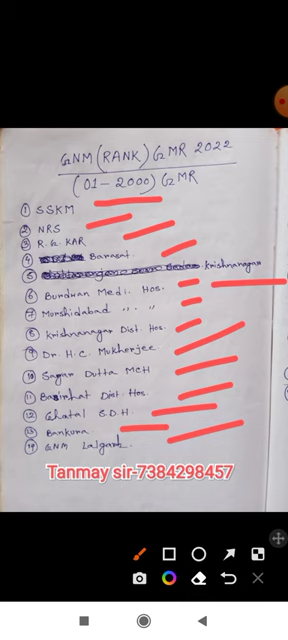 GNM (RANK) GMR 2022
(01-2000) GMR
① SSKM
② NRS
③ R.G KAR
④ Barasat.
⑤ Krishnanagar
⑥ Burdwan Medi. Hos.
⑦ Murshidabad ,, . ,,
⑧ Krishnanagar Dist. Hos.
⑨ Dr. H.C. Mukherjee.
⑩ Sagar Dutta MCH
⑪ Basirhat Dist. Hos.
⑫ Ghatal S.D.H.
⑬ Bankura
⑭ GNM Lalgarh
Tanmay sir-7384298457